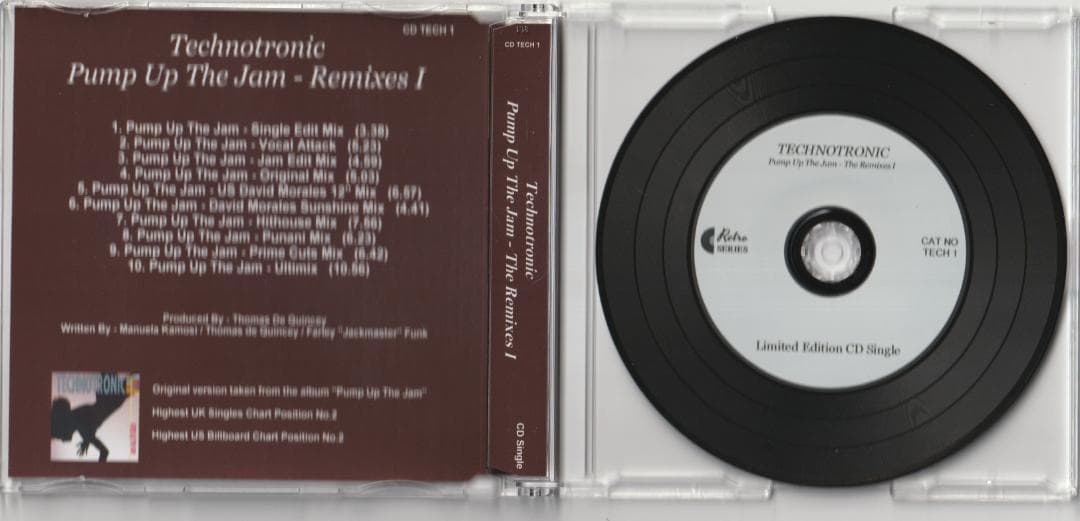 CD TECH 1
Technotronic
Pump Up The Jam - Remixes I
1. Pump Up The Jam - Single Edit Mix (3.38)
2. Pump Up The Jam - Vocal Attack (6.23)
3. Pump Up The Jam - Jam Edit Mix
4. Pump Up The Jam - Original Mix (5.03)
5. Pump Up The Jam - US David Morales 12" Mix (6.57)
6. Pump Up The Jam - David Morales Sunshine Mix (4.41)
7. Pump Up The Jam - Hithouse Mix
8. Pump Up The Jam - Punani Mix (6.23)
9. Pump Up The Jam - Prime Cuts Mix (6.42)
10. Pump Up The Jam - Ultimix
Produced By : Thomas De Quincey
Written By : Manuela Kamosi / Thomas de Quincey / Farley "Jackmaster" Funk
TECHNOTRONIC
Original version taken from the album "Pump Up The Jam"
Highest UK Singles Chart Position No.2
Highest US Billboard Chart Position No.2
CD TECH 1
Technotronic
Pump Up The Jam - The Remixes I
CD Single
TECHNOTRONIC
Pump Up The Jam - The Remixes I
Retro
SERIES
CAT NO
TECH 1
Limited Edition CD Single